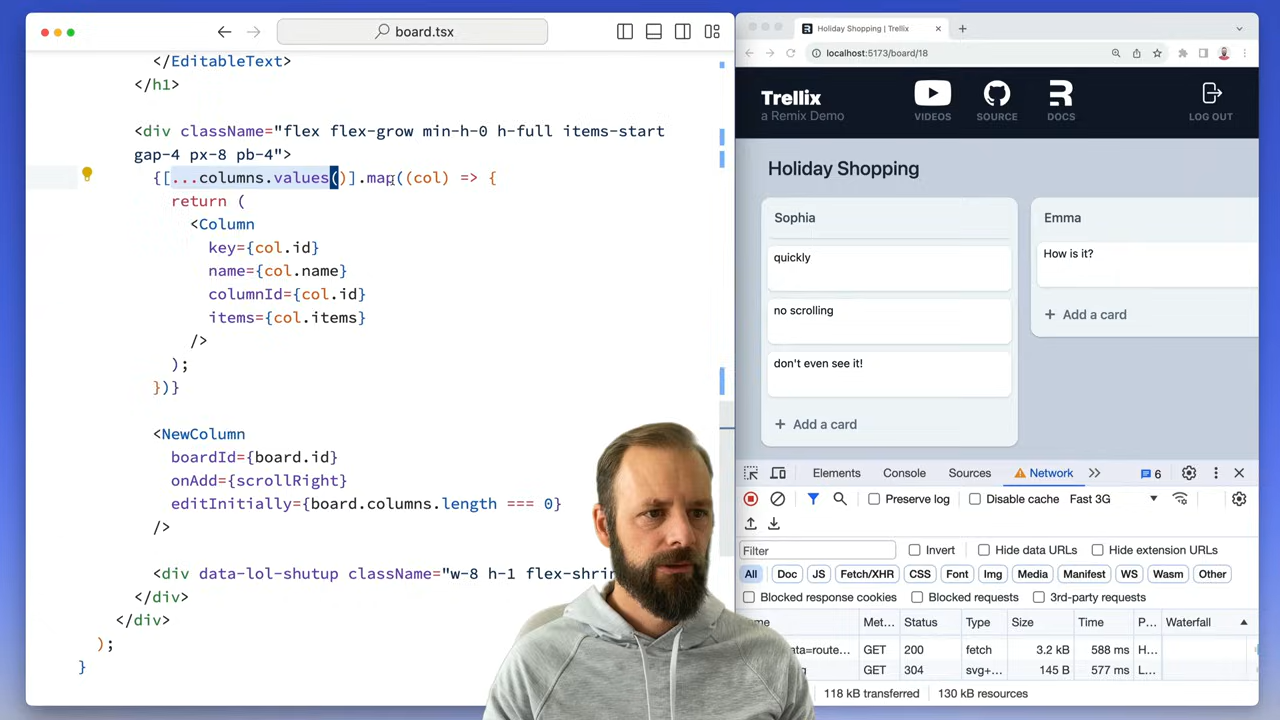 board.tsx
</EditableText>
</h1>
<div className="flex flex-grow min-h-0 h-full items-start
gap-4 px-8 pb-4">
{[...columns.values()].map((col) => {
return (
<Column
key={col.id}
name={col.name}
columnId={col.id}
items={col.items}
/>
);
})}
<NewColumn
boardId={board.id}
onAdd={scrollRight}
editInitially={board.columns.length === 0}
/>
<div data-lol-shutup className="w-8 h-1 flex-shrin
</div>
</div>
);
}
Holiday Shopping | Trellix
localhost:5173/board/18
Trellix
a Remix Demo
VIDEOS
SOURCE
DOCS
LOG OUT
Holiday Shopping
Sophia
quickly
no scrolling
don't even see it!
+ Add a card
Emma
How is it?
+ Add a card
Elements
Console
Sources
Network
6
Preserve log
Disable cache
Fast 3G
Filter
Invert
Hide data URLs
Hide extension URLs
All
Doc
JS
Fetch/XHR
CSS
Font
Img
Media
Manifest
WS
Wasm
Other
Blocked response cookies
Blocked requests
3rd-party requests
Met... Status Type Size Time P... Waterfall
ata=route... GET 200 fetch 3.2 kB 588 ms H...
GET 304 svg+... 145 B 577 ms L...
118 kB transferred
130 kB resources